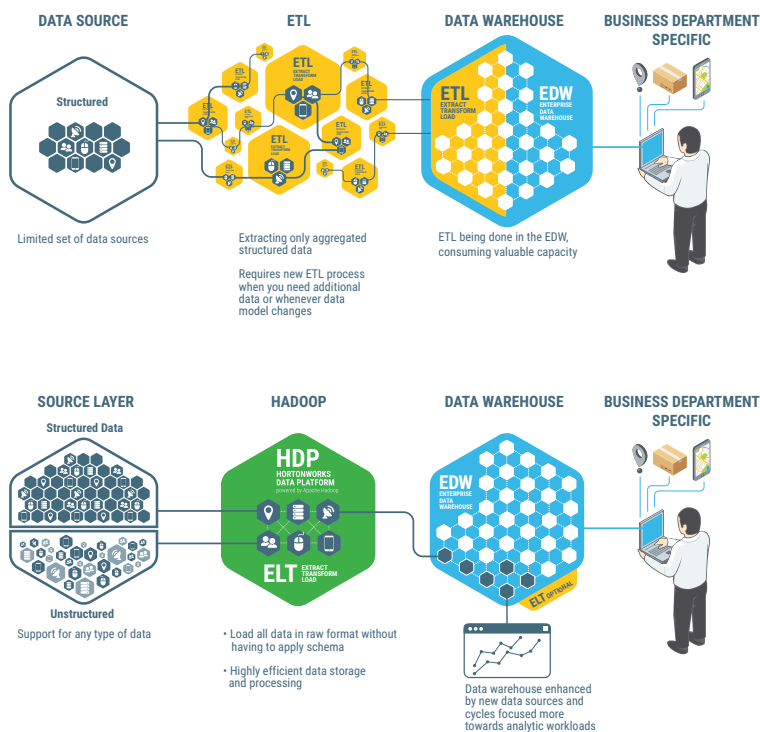 DATA SOURCE
ETL
DATA WAREHOUSE
BUSINESS DEPARTMENT
SPECIFIC
Structured
ETL
EXTRACT
TRANSFORM
LOAD
ETL
ETL
ETL
ETL
ETL
ETL
EXTRACT
TRANSFORM
LOAD
EDW
ENTERPRISE
DATA
WAREHOUSE
Limited set of data sources
Extracting only aggregated
structured data
Requires new ETL process
when you need additional
data or whenever data
model changes
ETL being done in the EDW,
consuming valuable capacity
SOURCE LAYER
HADOOP
DATA WAREHOUSE
BUSINESS DEPARTMENT
SPECIFIC
Structured Data
HDP
HORTONWORKS
DATA PLATFORM
powered by Apache Hadoop
ELT
EXTRACT
TRANSFORM
LOAD
EDW
ENTERPRISE
DATA
WAREHOUSE
ELT OPTIONAL
Unstructured
Support for any type of data
• Load all data in raw format without
having to apply schema
• Highly efficient data storage
and processing
Data warehouse enhanced
by new data sources and
cycles focused more
towards analytic workloads